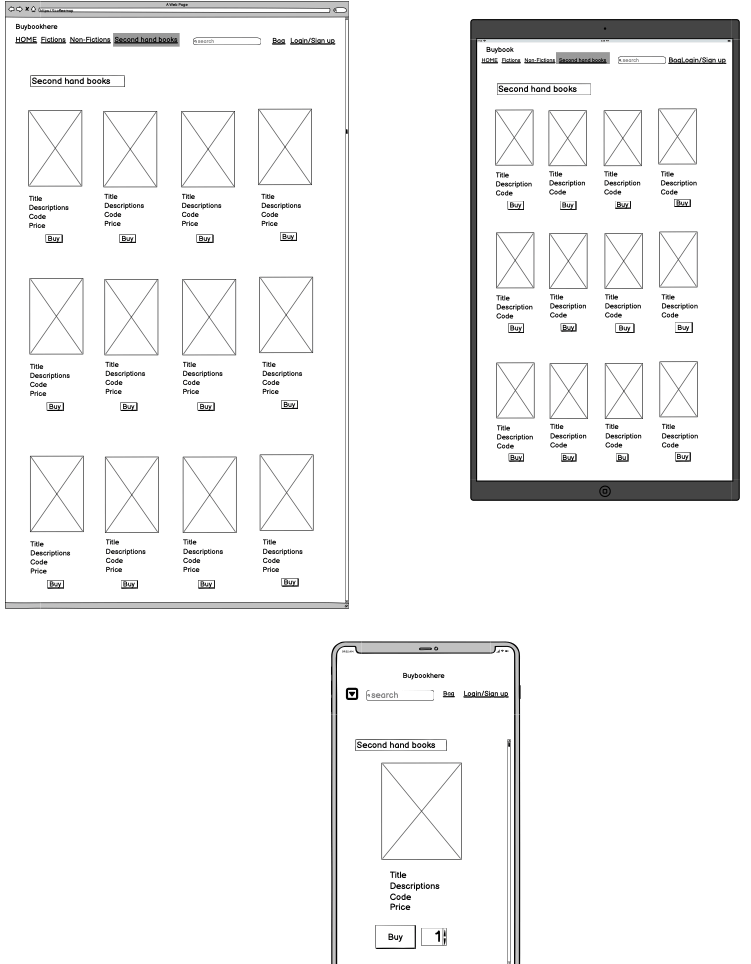 A Web Page
Buybookhere
HOME Fictions Non-Fictions Second hand books search Bag Login/Sign up
Second hand books
Title Title Title Title
Descriptions Descriptions Descriptions Descriptions
Code Code Code Code
Price Price Price Price
Buy Buy Buy Buy
Title Title Title Title
Descriptions Descriptions Descriptions Descriptions
Code Code Code Code
Price Price Price Price
Buy Buy Buy Buy
Title Title Title Title
Descriptions Descriptions Descriptions Descriptions
Code Code Code Code
Price Price Price Price
Buy Buy Buy Buy
Buybook
HOME Fictions Non-Fictions Second hand books search BagLogin/Sign up
Second hand books
Title Title Title Title
Description Description Description Description
Code Code Code Code
Buy Buy Buy Buy
Title Title Title Title
Description Description Description Description
Code Code Code Code
Buy Buy Buy Buy
Title Title Title Title
Description Description Description Description
Code Code Code Code
Buy Buy Bu Buy
Buybookhere
search Bag Login/Sign up
Second hand books
Title
Descriptions
Code
Price
Buy 1